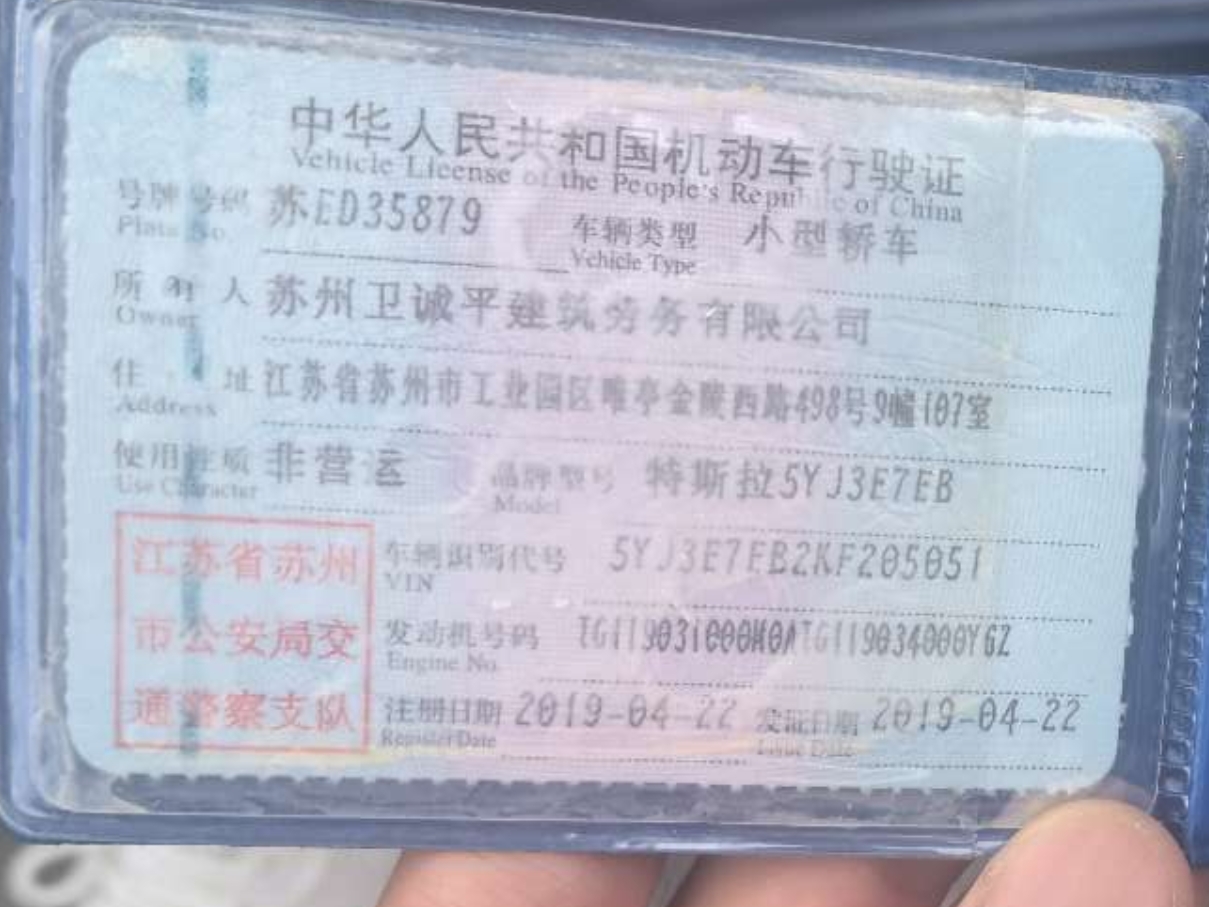 中华人民共和国机动车行驶证
Vehicle License of the People's Republic of China
号牌号码 苏ED35879 车辆类型 小型轿车
Plate No. Vehicle Type
所有人 苏州卫诚平建筑劳务有限公司
Owner
住址 江苏省苏州市工业园区唯亭金陵西路498号9幢107室
Address
使用性质 非营运 品牌型号 特斯拉5YJ3E7EB
Use Character Model
江苏省苏州 车辆识别代号 5YJ3E7EB2KF205051
VIN
市公安局交 发动机号码 TG119031000H0ATG119034000YGZ
Engine No.
通警察支队 注册日期 2019-04-22 发证日期 2019-04-22
Register Date Issue Date